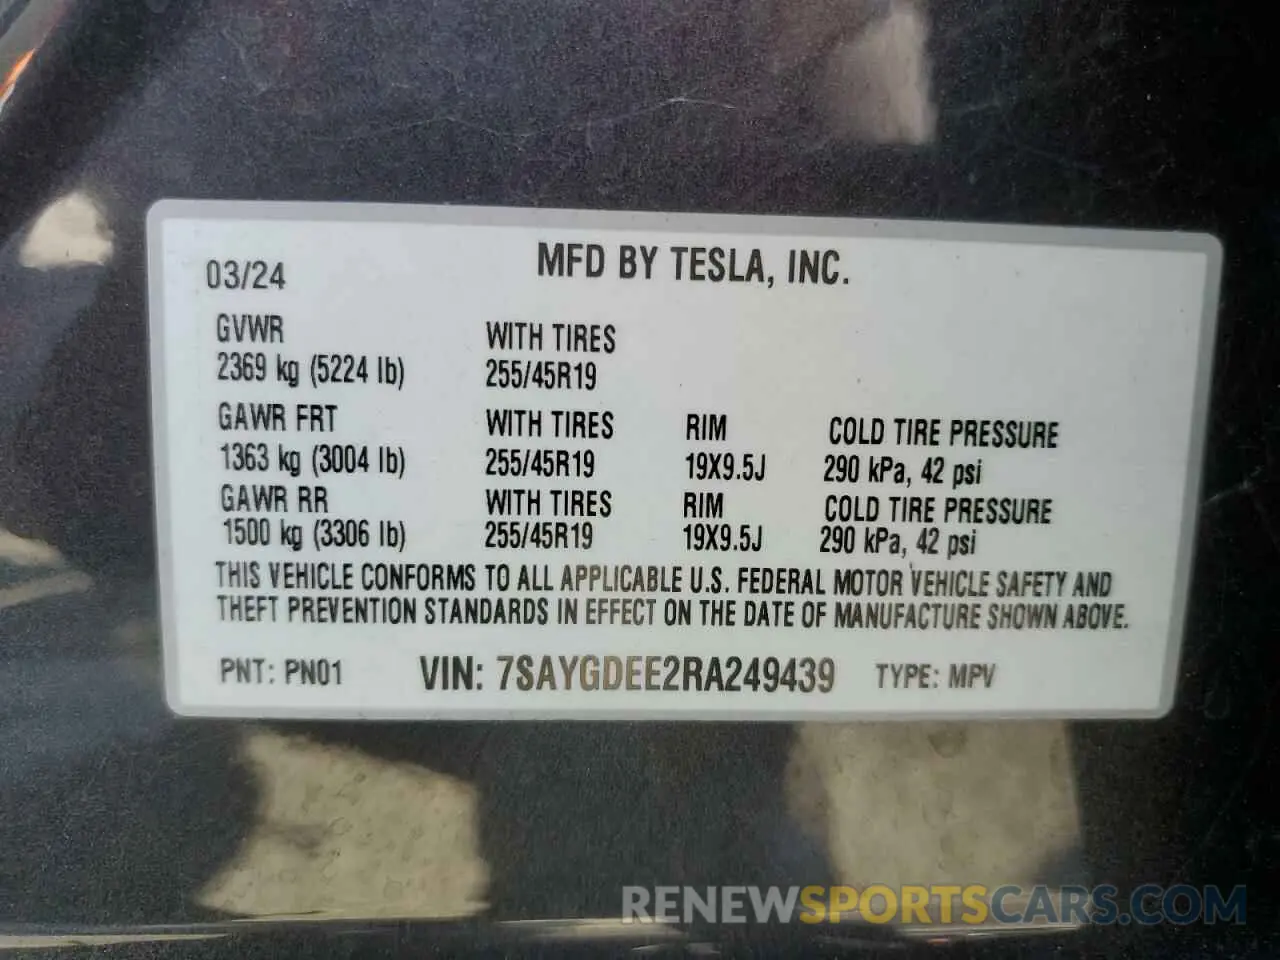 MFD BY TESLA, INC.
03/24
GVWR WITH TIRES
2369 kg (5224 lb) 255/45R19
GAWR FRT WITH TIRES RIM COLD TIRE PRESSURE
1363 kg (3004 lb) 255/45R19 19X9.5J 290 kPa, 42 psi
GAWR RR WITH TIRES RIM COLD TIRE PRESSURE
1500 kg (3306 lb) 255/45R19 19X9.5J 290 kPa, 42 psi
THIS VEHICLE CONFORMS TO ALL APPLICABLE U.S. FEDERAL MOTOR VEHICLE SAFETY AND
THEFT PREVENTION STANDARDS IN EFFECT ON THE DATE OF MANUFACTURE SHOWN ABOVE.
PNT: PN01 VIN: 7SAYGDEE2RA249439 TYPE: MPV
RENEWSPORTSCARS.COM